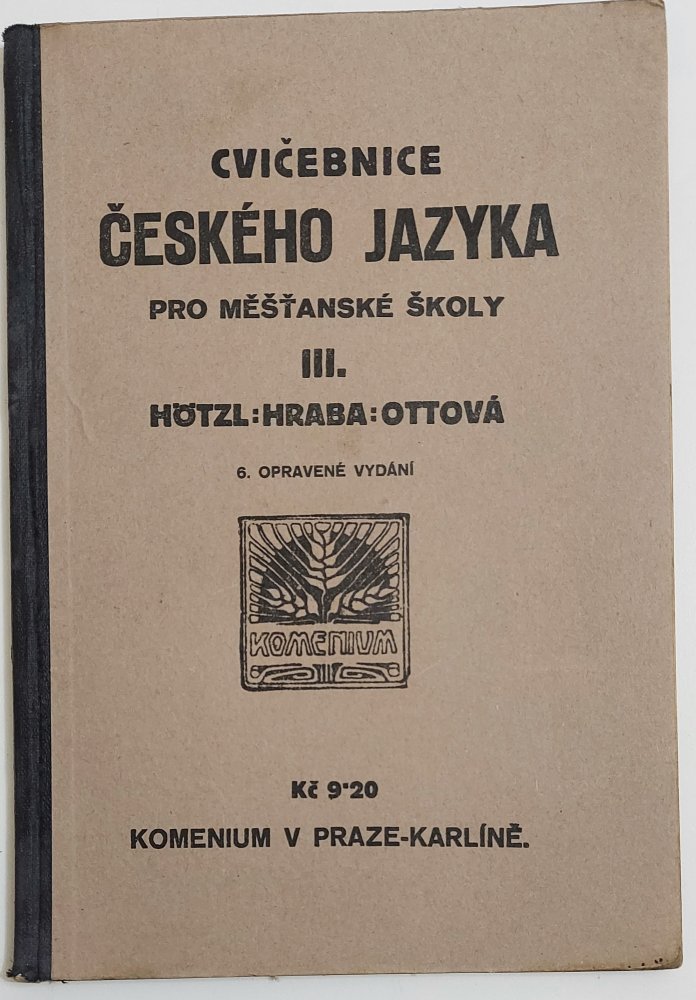 CVIČEBNICE
ČESKÉHO JAZYKA
PRO MĚŠŤANSKÉ ŠKOLY
III.
HÖTZL:HRABA:OTTOVÁ
6. OPRAVENÉ VYDÁNÍ
KOMENIUM
Kč 9·20
KOMENIUM V PRAZE-KARLÍNĚ.